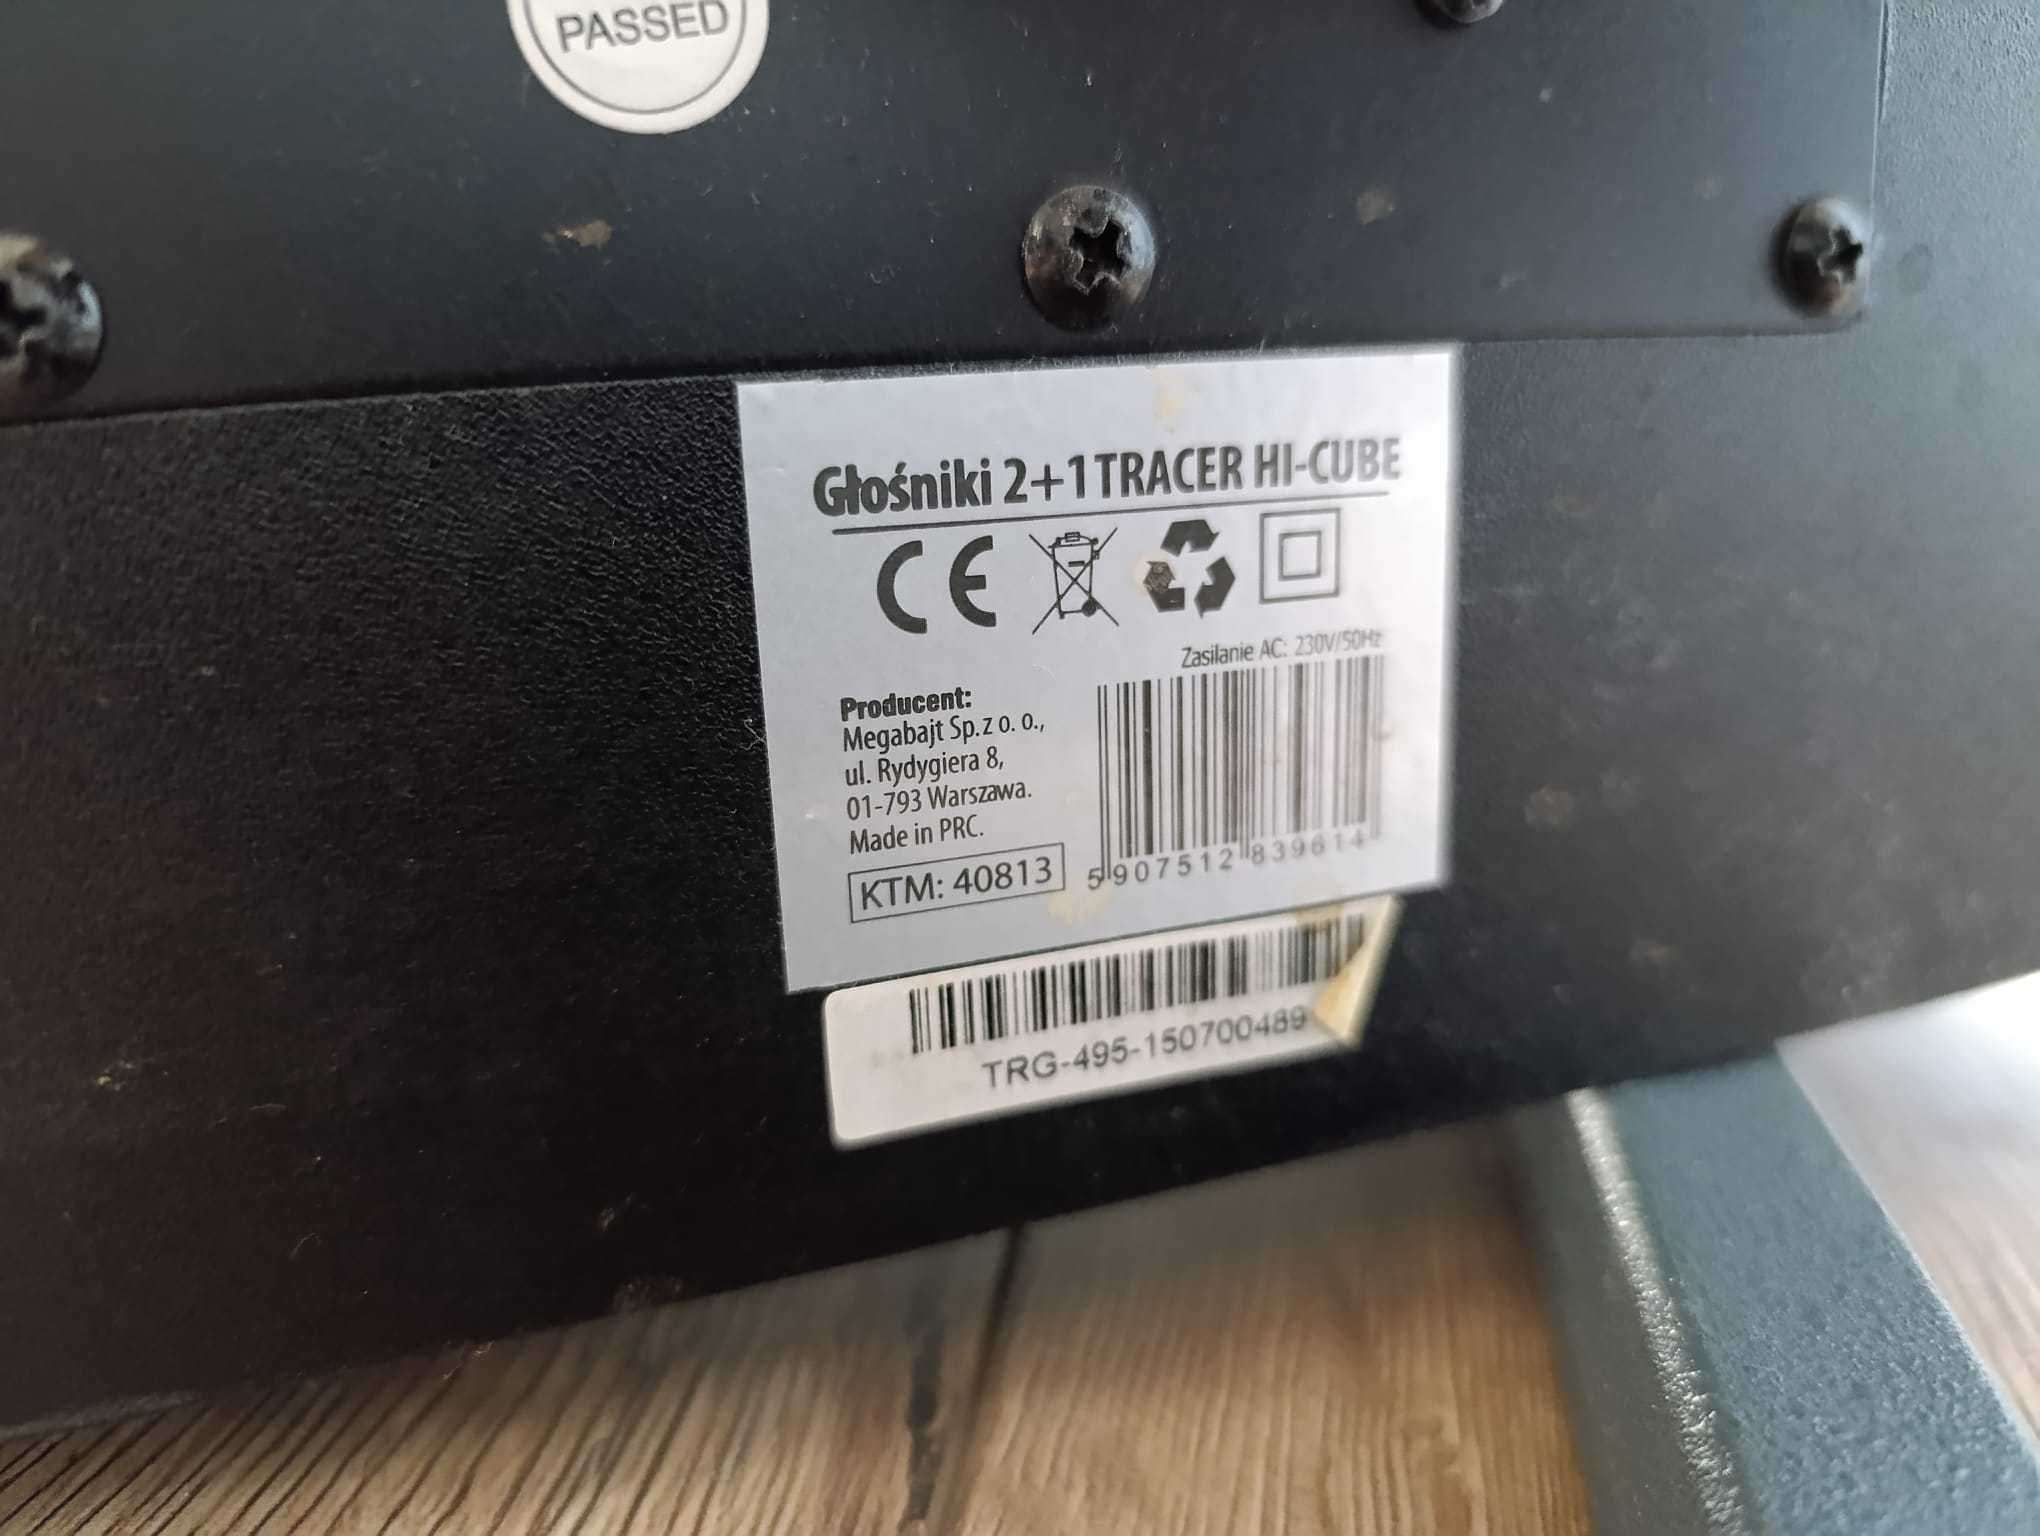 PASSED
Głośniki 2+1 TRACER HI-CUBE
CE
Zasilanie AC: 230V/50Hz
Producent:
Megabajt Sp. z o. o.,
ul. Rydygiera 8,
01-793 Warszawa.
Made in PRC.
KTM: 40813
5 907512 839614
TRG-495-150700489